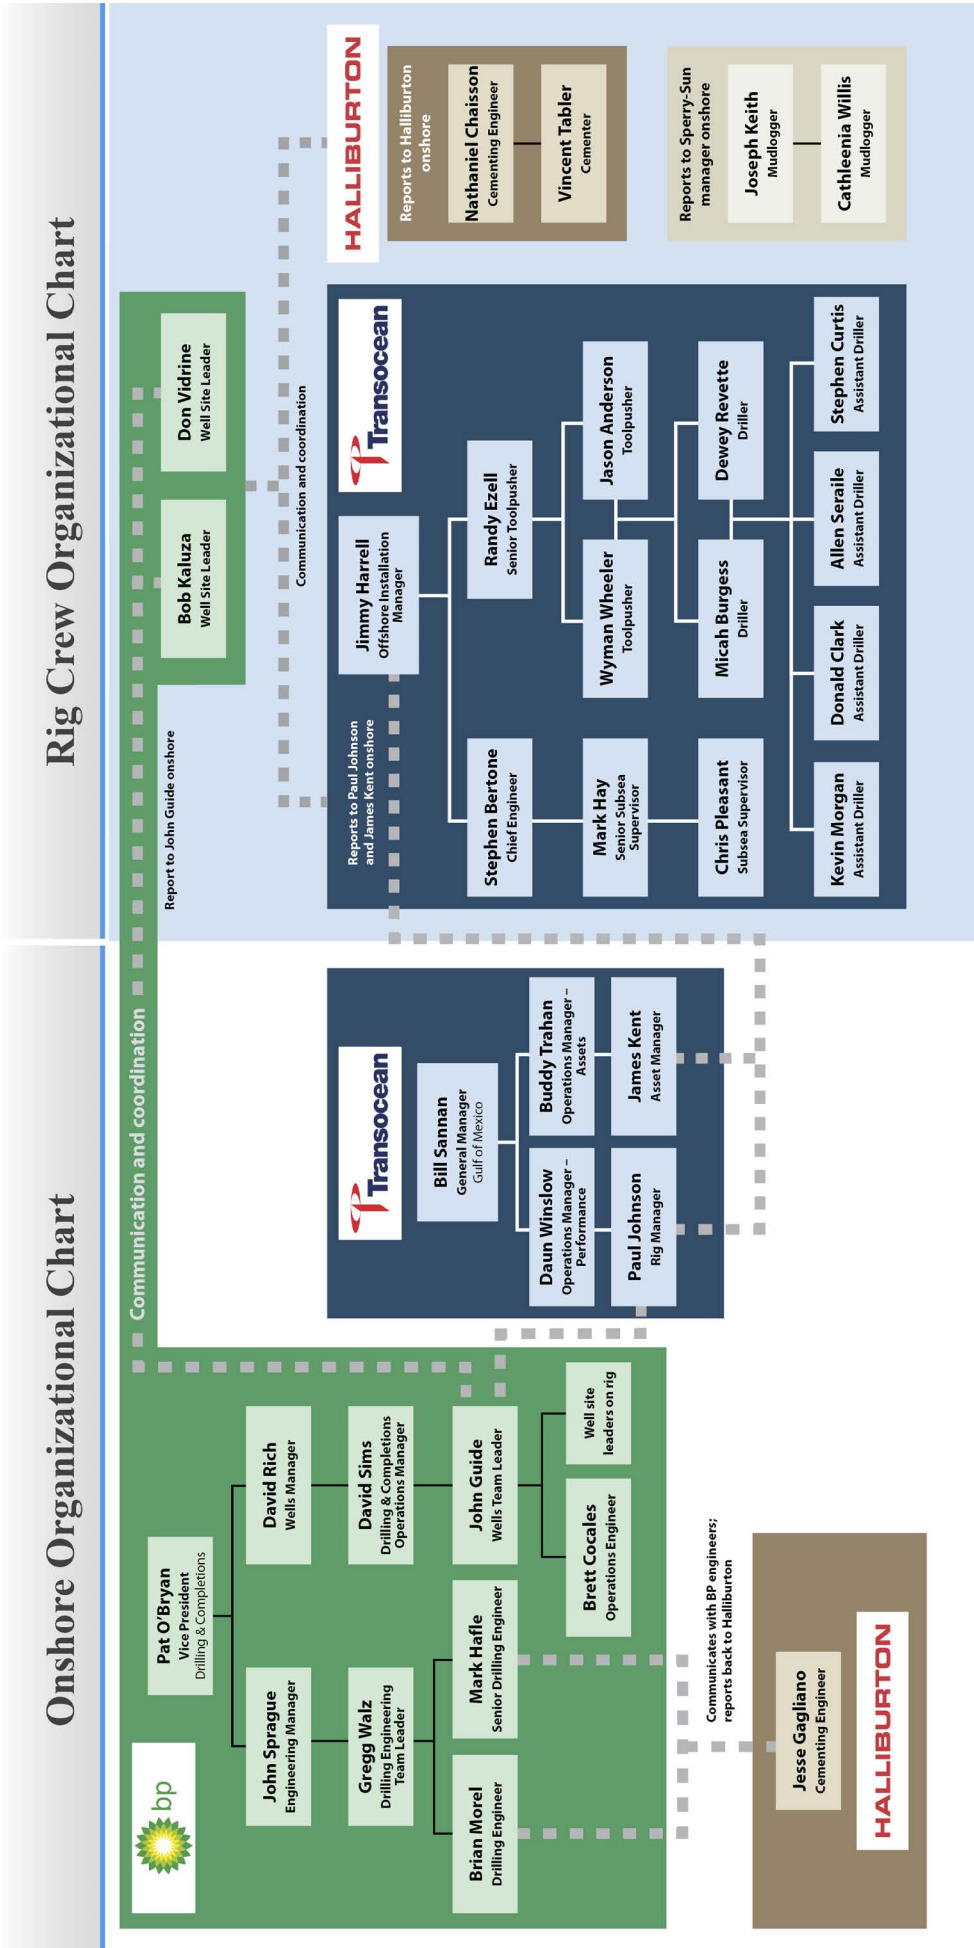 Onshore Organizational Chart
Rig Crew Organizational Chart
bp
Pat O'Bryan
Vice President
Drilling & Completions
John Sprague
Engineering Manager
David Rich
Wells Manager
Gregg Walz
Drilling Engineering
Team Leader
David Sims
Drilling & Completions
Operations Manager
Brian Morel
Drilling Engineer
Mark Hafle
Senior Drilling Engineer
John Guide
Wells Team Leader
Brett Cocales
Operations Engineer
Well site
leaders on rig
Communicates with BP engineers;
reports back to Halliburton
Jesse Gagliano
Cementing Engineer
HALLIBURTON
Communication and coordination
Transocean
Bill Sannan
General Manager
Gulf of Mexico
Daun Winslow
Operations Manager –
Performance
Buddy Trahan
Operations Manager –
Assets
Paul Johnson
Rig Manager
James Kent
Asset Manager
Report to John Guide onshore
Bob Kaluza
Well Site Leader
Don Vidrine
Well Site Leader
Communication and coordination
Reports to Paul Johnson
and James Kent onshore
Jimmy Harrell
Offshore Installation
Manager
Transocean
Stephen Bertone
Chief Engineer
Randy Ezell
Senior Toolpusher
Mark Hay
Senior Subsea
Supervisor
Wyman Wheeler
Toolpusher
Jason Anderson
Toolpusher
Chris Pleasant
Subsea Supervisor
Micah Burgess
Driller
Dewey Revette
Driller
Kevin Morgan
Assistant Driller
Donald Clark
Assistant Driller
Allen Seraile
Assistant Driller
Stephen Curtis
Assistant Driller
HALLIBURTON
Reports to Halliburton
onshore
Nathaniel Chaisson
Cementing Engineer
Vincent Tabler
Cementer
Reports to Sperry-Sun
manager onshore
Joseph Keith
Mudlogger
Cathleenia Willis
Mudlogger